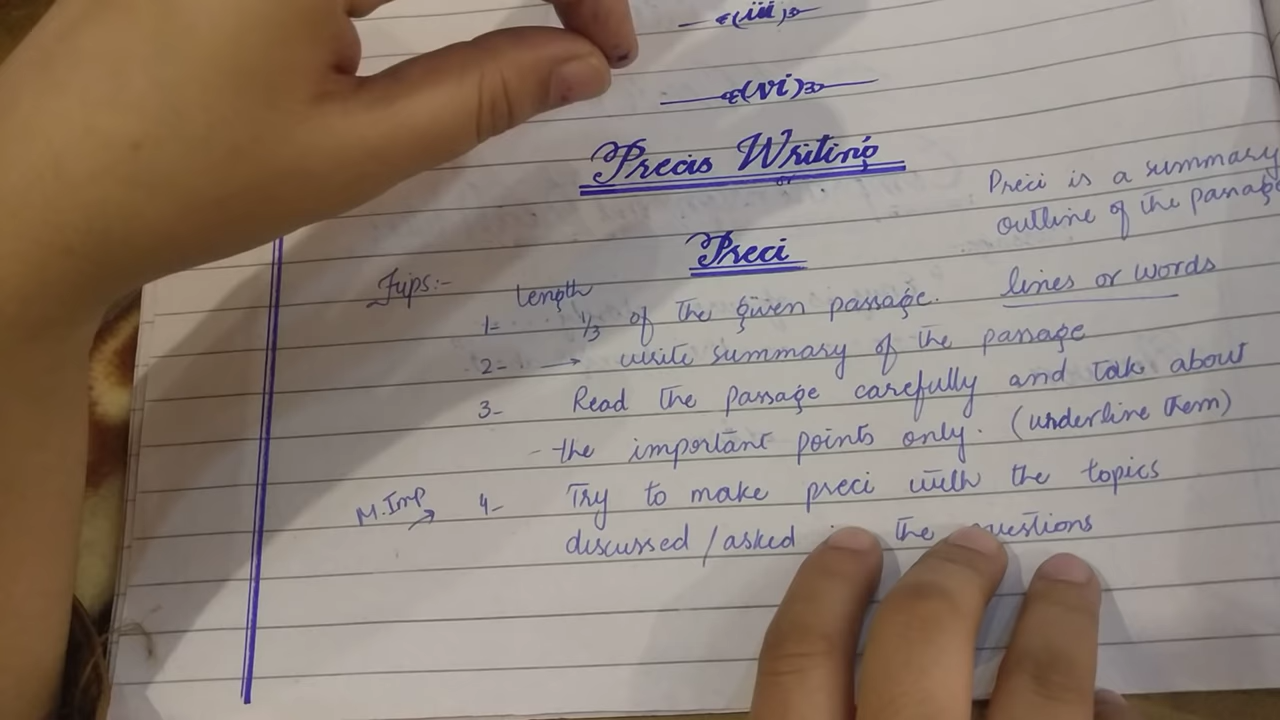 (iii)
(vi)
Precis Writing
or
Preci is a summary
outline of the passage
Preci
Tips:-
length
1- 1/3 of the given passage. lines or words
2- → write summary of the passage
3- Read the passage carefully and talk about
- the important points only. (underline them)
M.Imp → 4- Try to make preci with the topics
discussed / asked the questions